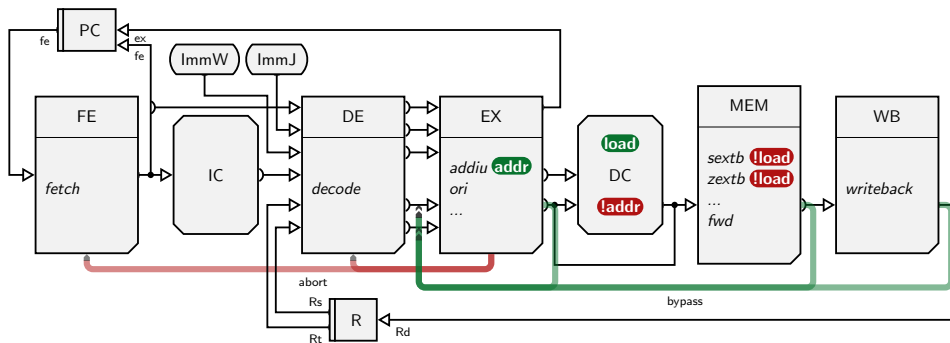 PC
fe
ex
fe
ImmW
ImmJ
FE
DE
EX
MEM
WB
load
fetch
IC
decode
addiu addr
ori
...
DC
!addr
sextb !load
zextb !load
...
fwd
writeback
abort
bypass
Rs
R
Rt
Rd